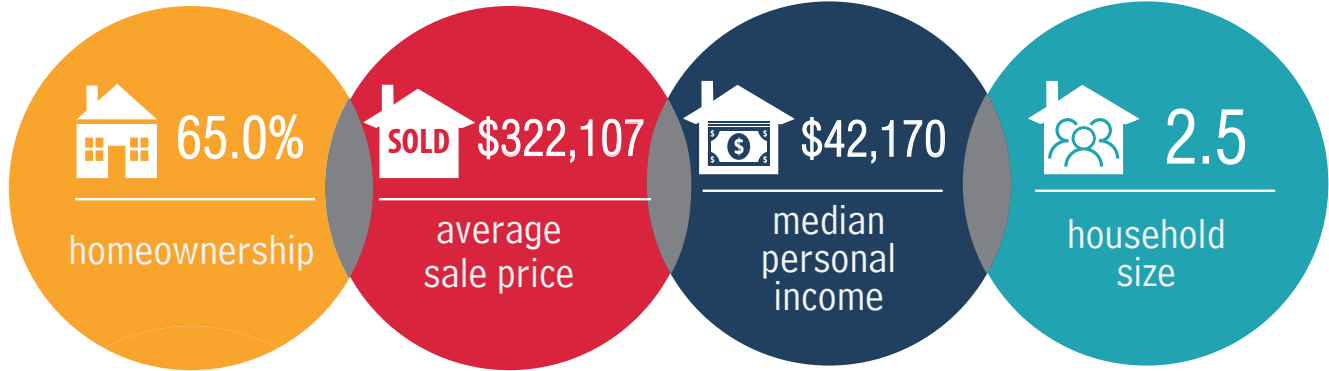 65.0%
homeownership
SOLD $322,107
average
sale price
$ $ $ $ $ $42,170
median
personal
income
2.5
household
size